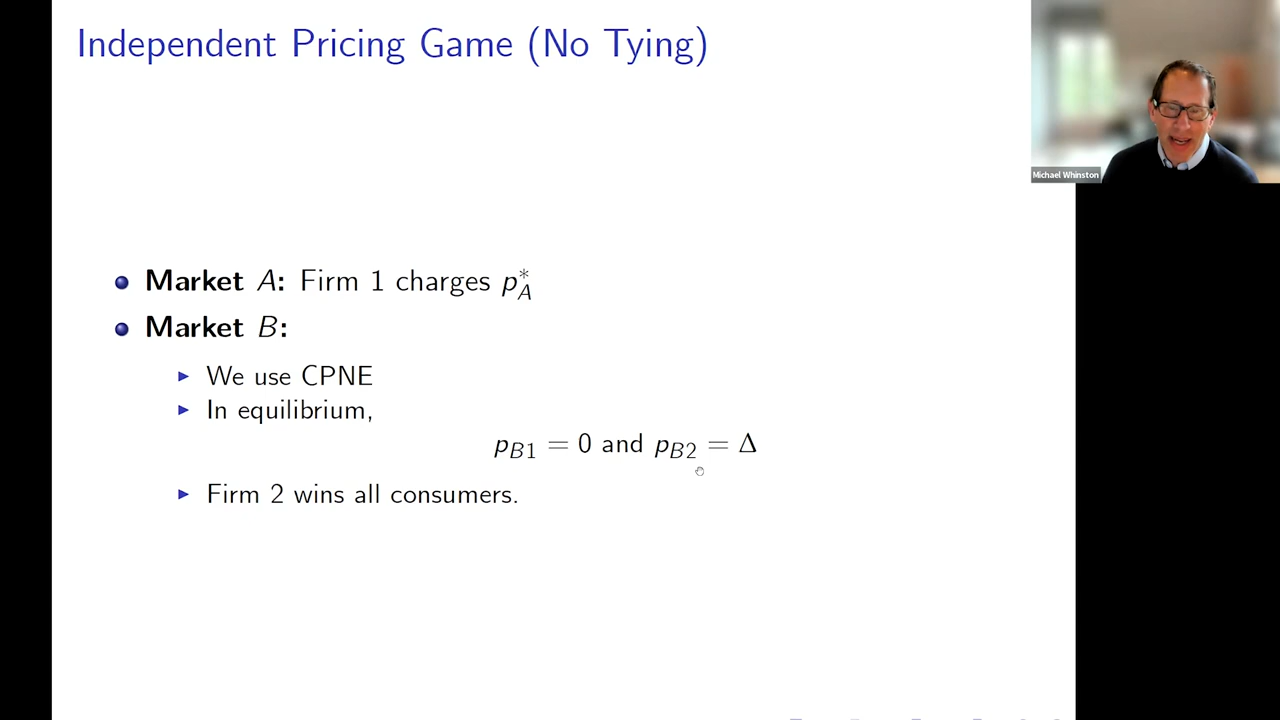 Independent Pricing Game (No Tying)
Michael Whinston
Market A: Firm 1 charges p*_A
Market B:
We use CPNE
In equilibrium,
p_B1 = 0 and p_B2 = Δ
Firm 2 wins all consumers.